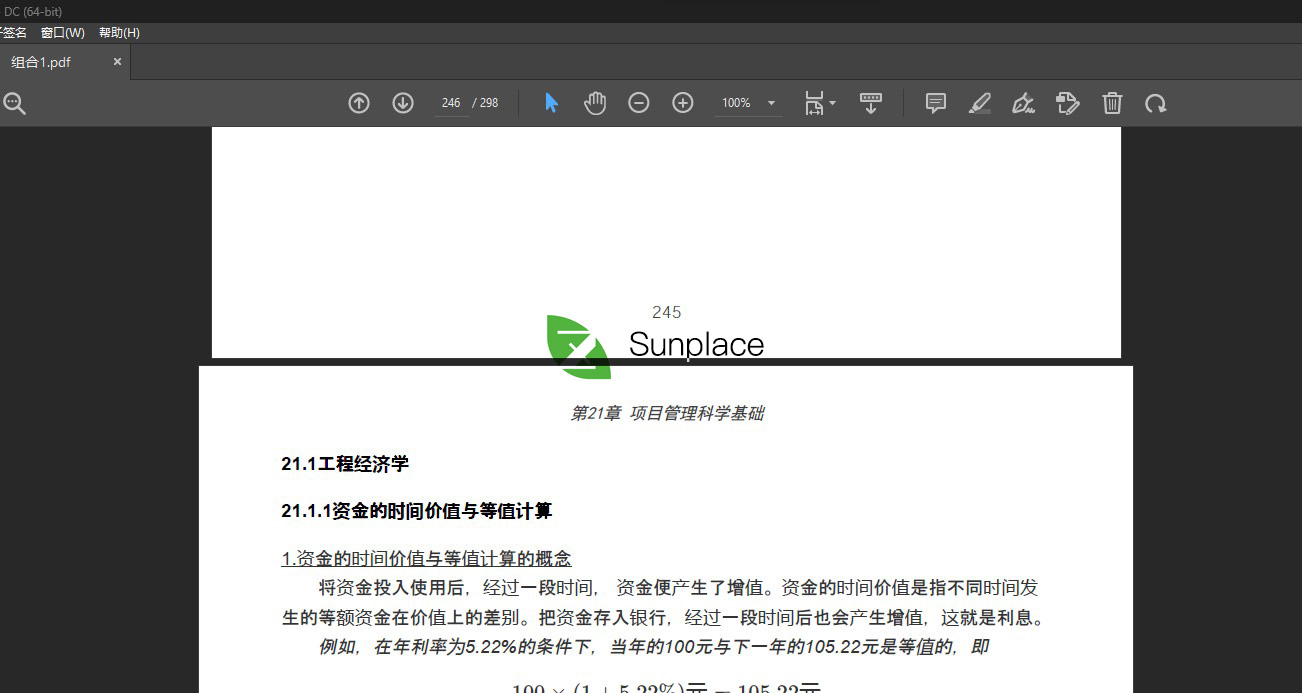 DC (64-bit)
签名 窗口(W) 帮助(H)
组合1.pdf ×
246 / 298 100%
245
Sunplace
第21章 项目管理科学基础
21.1工程经济学
21.1.1资金的时间价值与等值计算
1.资金的时间价值与等值计算的概念
将资金投入使用后，经过一段时间， 资金便产生了增值。资金的时间价值是指不同时间发
生的等额资金在价值上的差别。把资金存入银行，经过一段时间后也会产生增值，这就是利息。
例如，在年利率为5.22%的条件下，当年的100元与下一年的105.22元是等值的，即
100 × (1 + 5.22%)元 = 105.22元